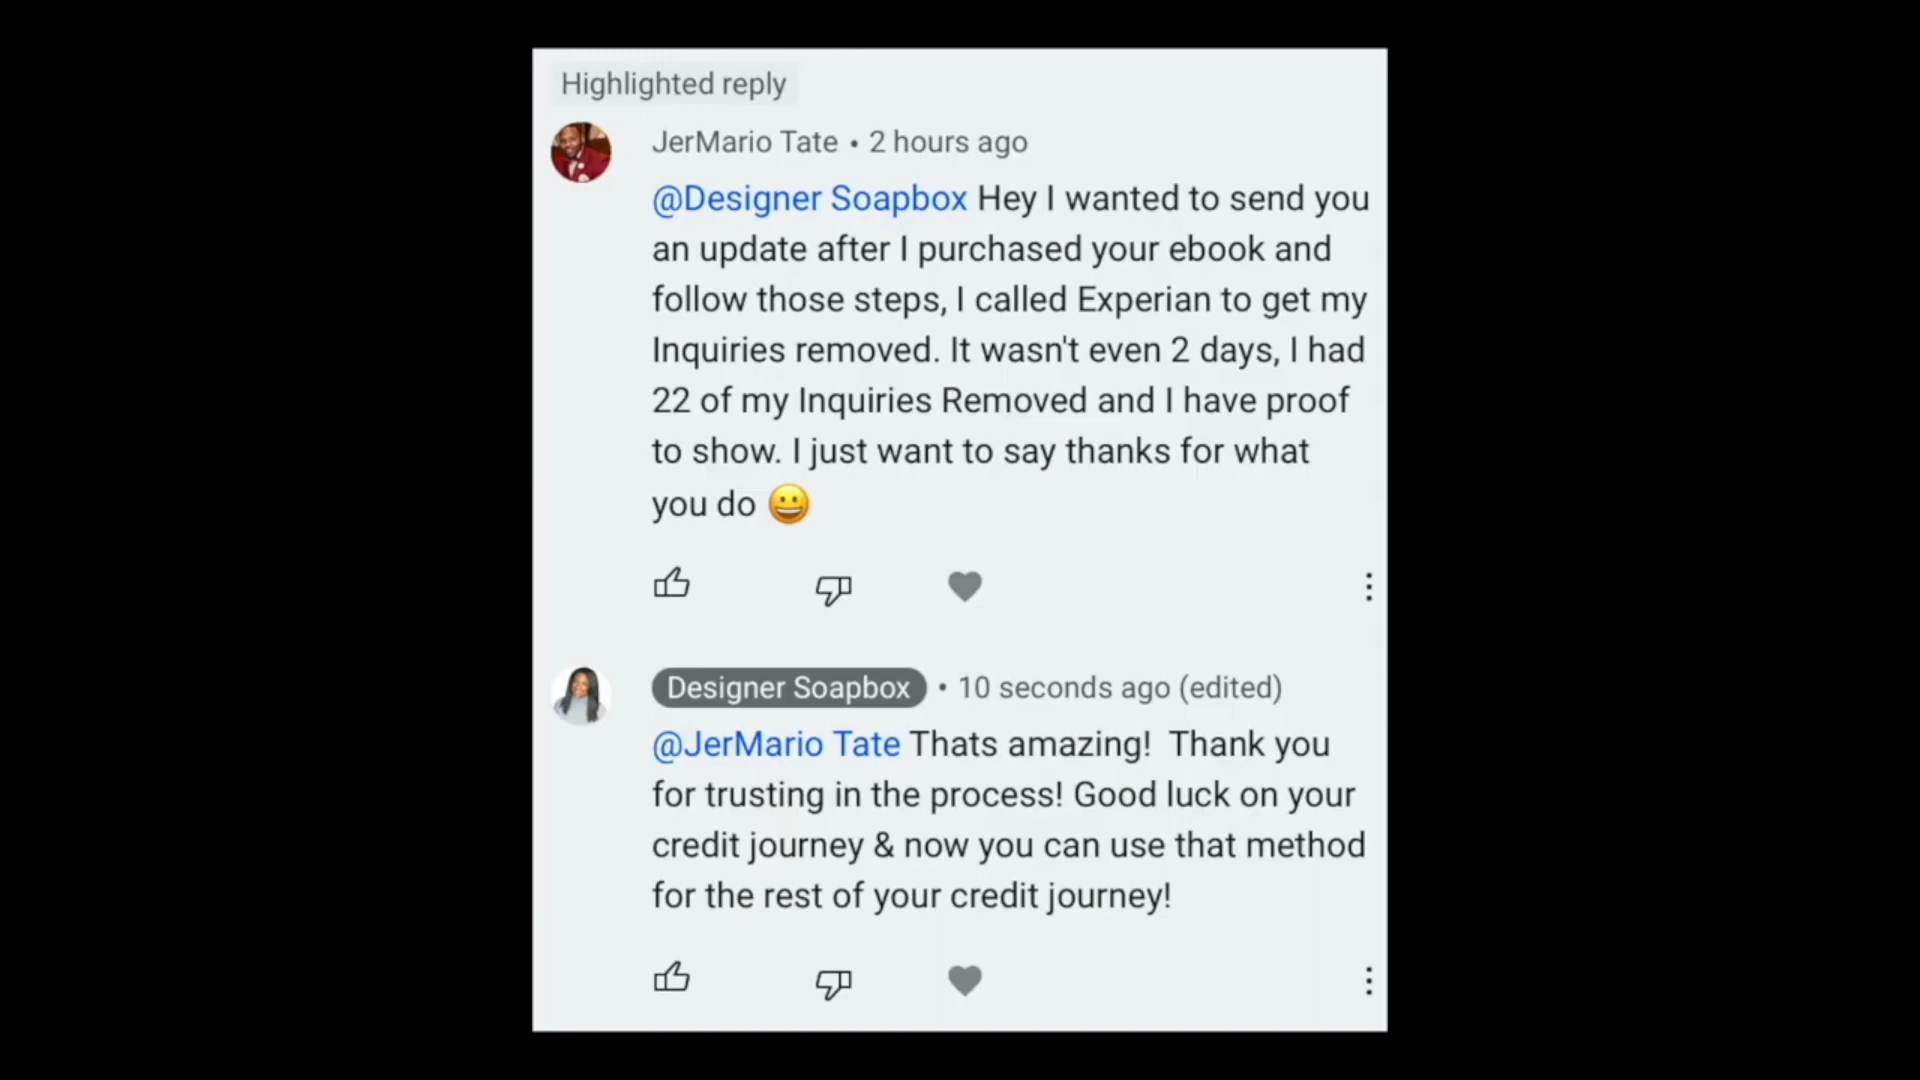 Highlighted reply
JerMario Tate • 2 hours ago
@Designer Soapbox Hey I wanted to send you
an update after I purchased your ebook and
follow those steps, I called Experian to get my
Inquiries removed. It wasn't even 2 days, I had
22 of my Inquiries Removed and I have proof
to show. I just want to say thanks for what
you do 😀
Designer Soapbox • 10 seconds ago (edited)
@JerMario Tate Thats amazing!  Thank you
for trusting in the process! Good luck on your
credit journey & now you can use that method
for the rest of your credit journey!